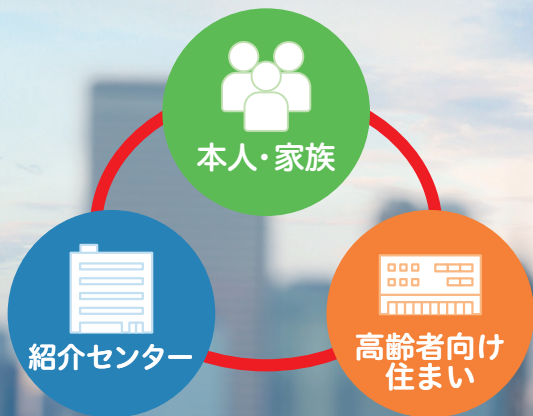 本人・家族
紹介センター
高齢者向け
住まい